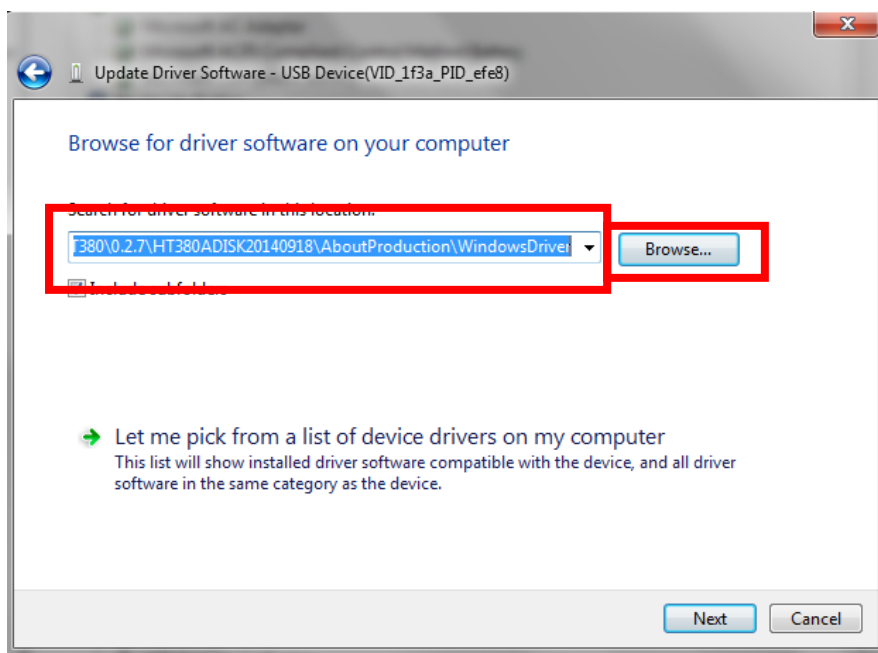 Update Driver Software - USB Device(VID_1f3a_PID_efe8)
Browse for driver software on your computer
Search for driver software in this location:
T380\0.2.7\HT380ADISK20140918\AboutProduction\WindowsDriver
Browse...
Include subfolders
Let me pick from a list of device drivers on my computer
This list will show installed driver software compatible with the device, and all driver
software in the same category as the device.
Next
Cancel